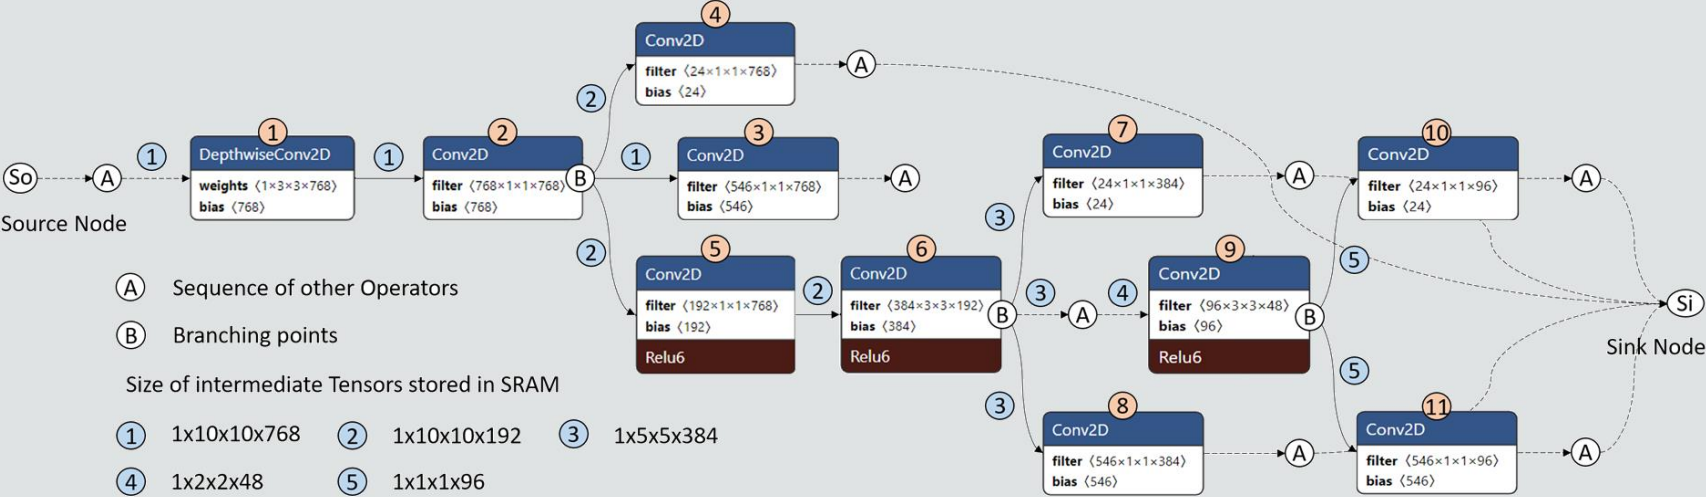 4
Conv2D
filter ⟨24×1×1×768⟩
bias ⟨24⟩
A
2
So
A
1
1
DepthwiseConv2D
weights ⟨1×3×3×768⟩
bias ⟨768⟩
1
2
Conv2D
filter ⟨768×1×1×768⟩
bias ⟨768⟩
B
1
3
Conv2D
filter ⟨546×1×1×768⟩
bias ⟨546⟩
A
7
Conv2D
filter ⟨24×1×1×384⟩
bias ⟨24⟩
A
10
Conv2D
filter ⟨24×1×1×96⟩
bias ⟨24⟩
A
Source Node
2
5
Conv2D
filter ⟨192×1×1×768⟩
bias ⟨192⟩
Relu6
2
6
Conv2D
filter ⟨384×3×3×192⟩
bias ⟨384⟩
Relu6
B
3
3
A
4
9
Conv2D
filter ⟨96×3×3×48⟩
bias ⟨96⟩
Relu6
B
5
Si
Sink Node
3
5
8
Conv2D
filter ⟨546×1×1×384⟩
bias ⟨546⟩
A
11
Conv2D
filter ⟨546×1×1×96⟩
bias ⟨546⟩
A
A Sequence of other Operators
B Branching points
Size of intermediate Tensors stored in SRAM
1 1x10x10x768 2 1x10x10x192 3 1x5x5x384
4 1x2x2x48 5 1x1x1x96